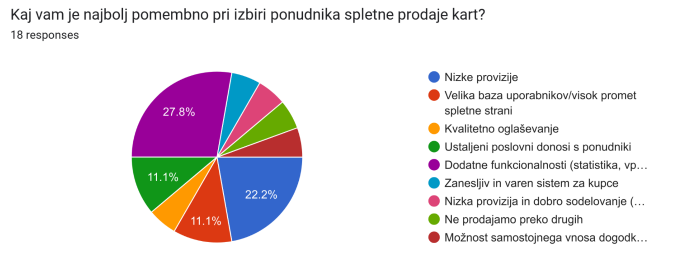 Kaj vam je najbolj pomembno pri izbiri ponudnika spletne prodaje kart?
18 responses
27.8%
11.1%
11.1%
22.2%
Nizke provizije
Velika baza uporabnikov/visok promet
spletne strani
Kvalitetno oglaševanje
Ustaljeni poslovni donosi s ponudniki
Dodatne funkcionalnosti (statistika, vp…
Zanesljiv in varen sistem za kupce
Nizka provizija in dobro sodelovanje (…
Ne prodajamo preko drugih
Možnost samostojnega vnosa dogodk…